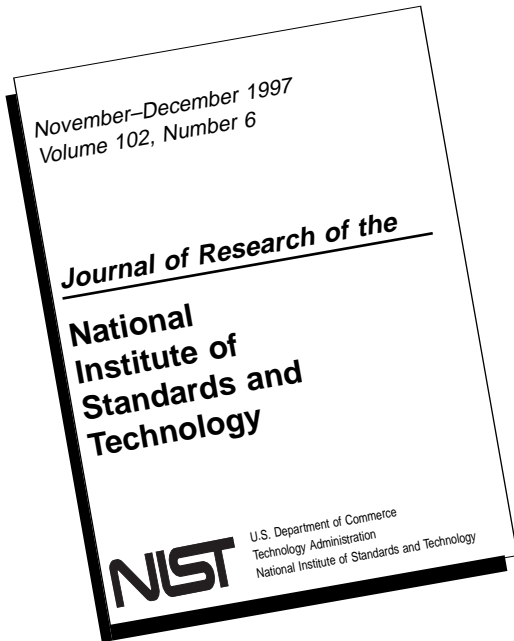 November–December 1997
Volume 102, Number 6
Journal of Research of the
National
Institute of
Standards and
Technology
NIST
U.S. Department of Commerce
Technology Administration
National Institute of Standards and Technology